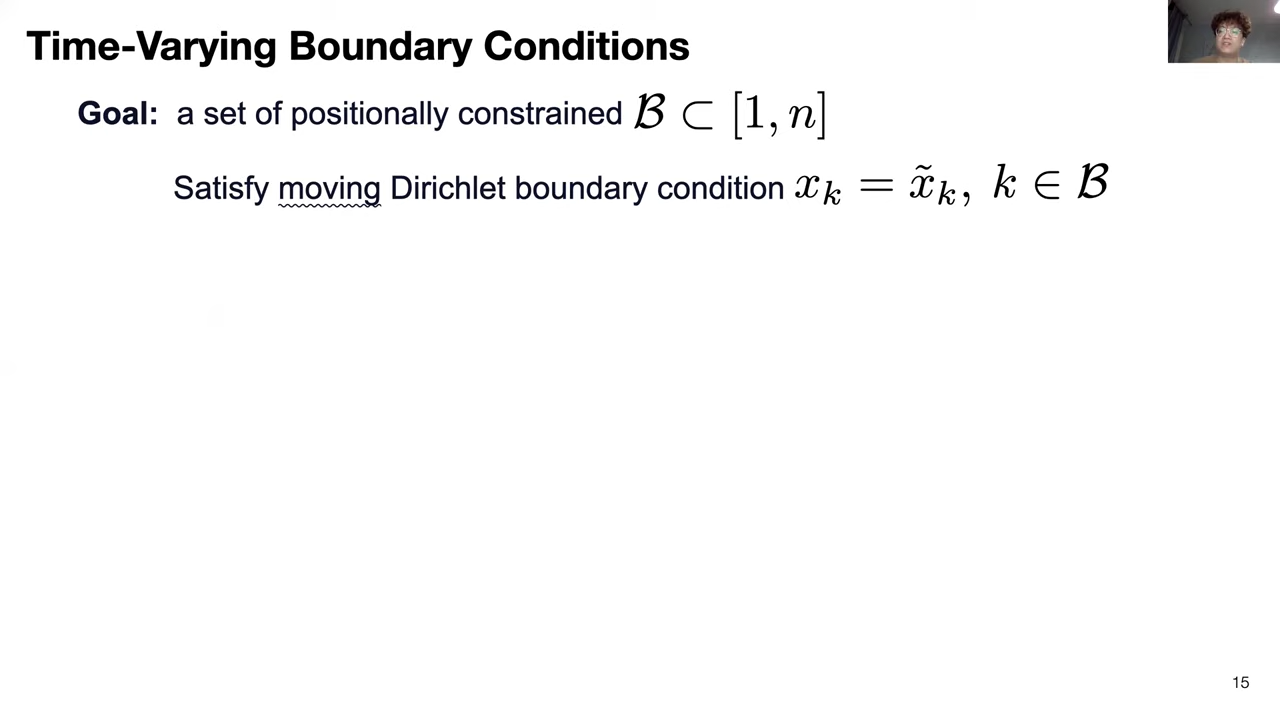 Time-Varying Boundary Conditions
Goal: a set of positionally constrained ℬ ⊂ [1, n]
Satisfy moving Dirichlet boundary condition x_k = x̃_k, k ∈ ℬ
15